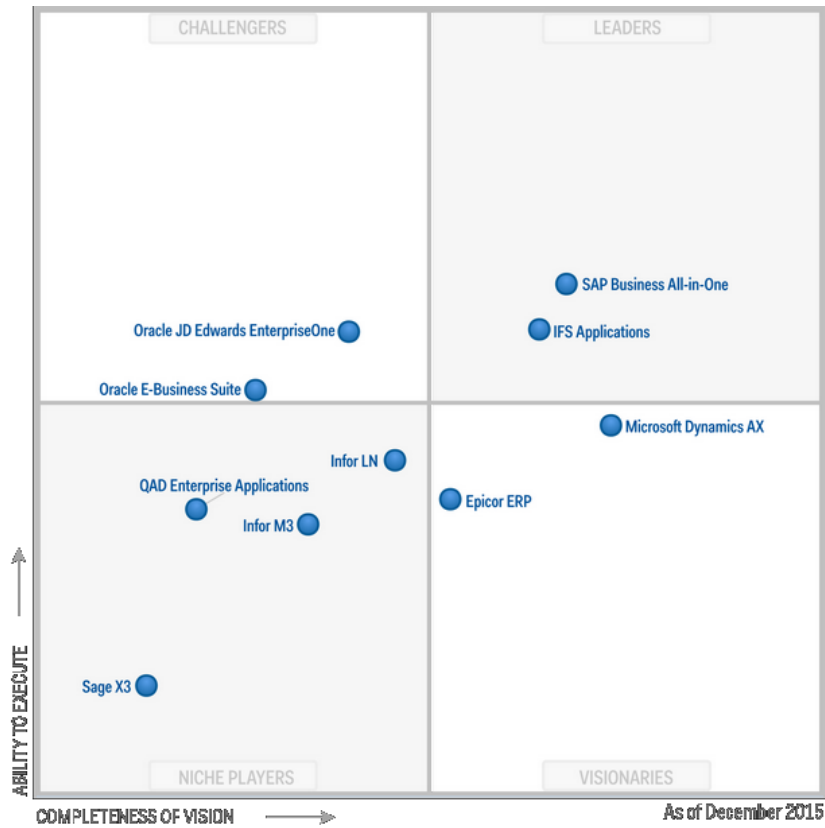 CHALLENGERS
LEADERS
SAP Business All-in-One
Oracle JD Edwards EnterpriseOne
IFS Applications
Oracle E-Business Suite
Microsoft Dynamics AX
Infor LN
QAD Enterprise Applications
Epicor ERP
Infor M3
Sage X3
ABILITY TO EXECUTE
NICHE PLAYERS
VISIONARIES
COMPLETENESS OF VISION
As of December 2015